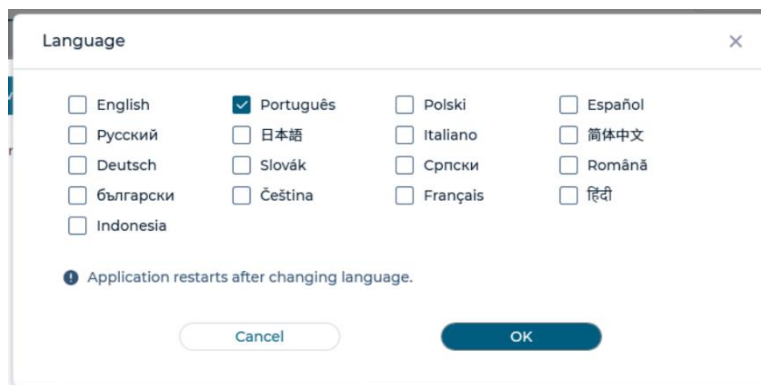 Language
English Português Polski Español
Русский 日本語 Italiano 简体中文
Deutsch Slovák Српски Română
български Čeština Français हिंदी
Indonesia
Application restarts after changing language.
Cancel OK